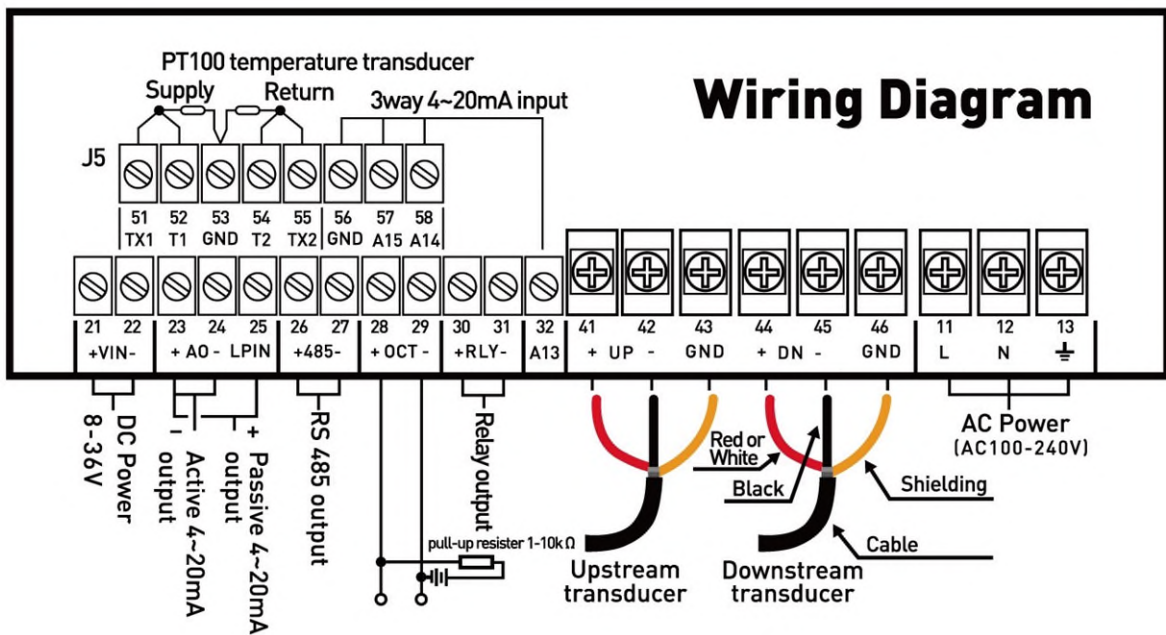 Wiring Diagram
PT100 temperature transducer
Supply
Return
3way 4~20mA input
J5
51 52 53 54 55 56 57 58
TX1 T1 GND T2 TX2 GND A15 A14
21 22 23 24 25 26 27 28 29 30 31 32 41 42 43 44 45 46 11 12 13
+VIN- + AO - LPIN +485- + OCT - +RLY- A13 + UP - GND + DN - GND L N
DC Power
8-36V
Active 4~20mA
output
Passive 4~20mA
output
- +
RS 485 output
Relay output
pull-up resister 1-10k Ω
Red or
White
Black
Shielding
Cable
Upstream
transducer
Downstream
transducer
AC Power
(AC100-240V)